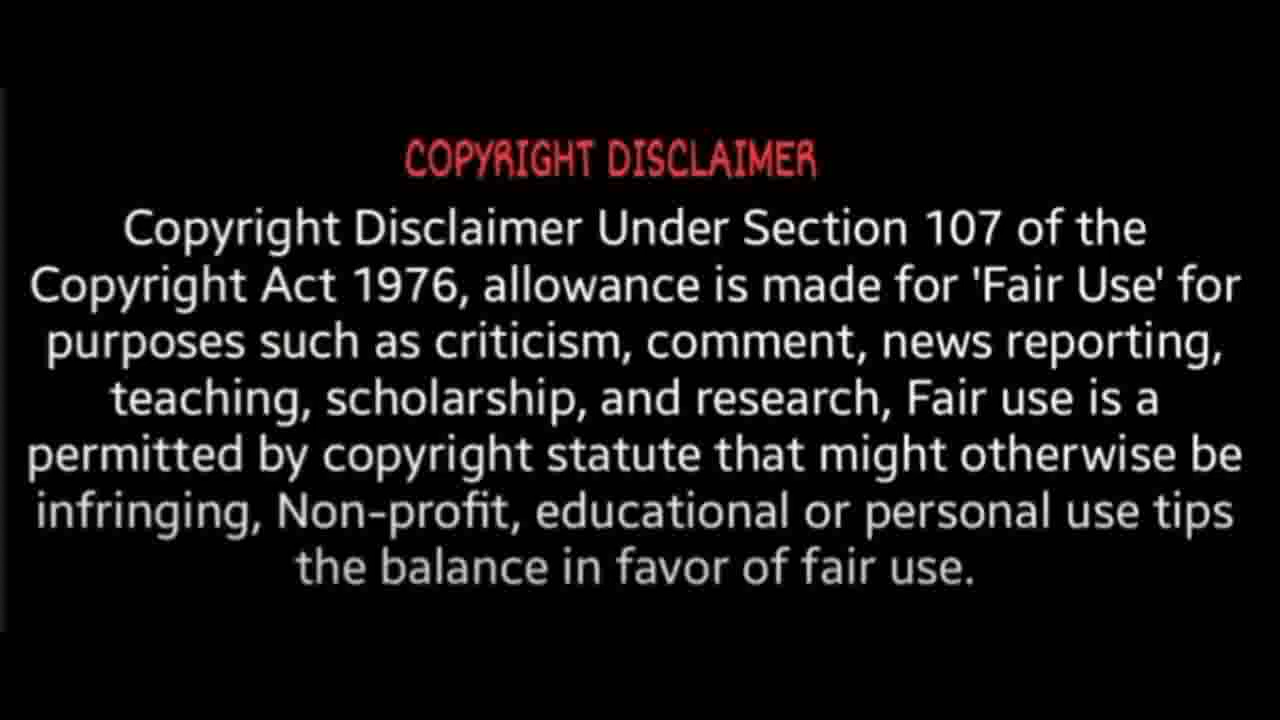 COPYRIGHT DISCLAIMER
Copyright Disclaimer Under Section 107 of the
Copyright Act 1976, allowance is made for 'Fair Use' for
purposes such as criticism, comment, news reporting,
teaching, scholarship, and research, Fair use is a
permitted by copyright statute that might otherwise be
infringing, Non-profit, educational or personal use tips
the balance in favor of fair use.